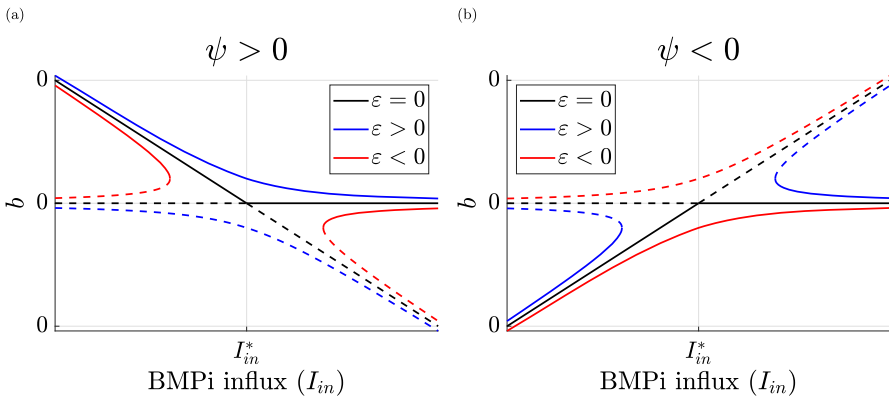 (a)
ψ > 0
0
0
0
b
ε = 0
ε > 0
ε < 0
I*in
BMPi influx (Iin)
(b)
ψ < 0
0
0
0
b
ε = 0
ε > 0
ε < 0
I*in
BMPi influx (Iin)